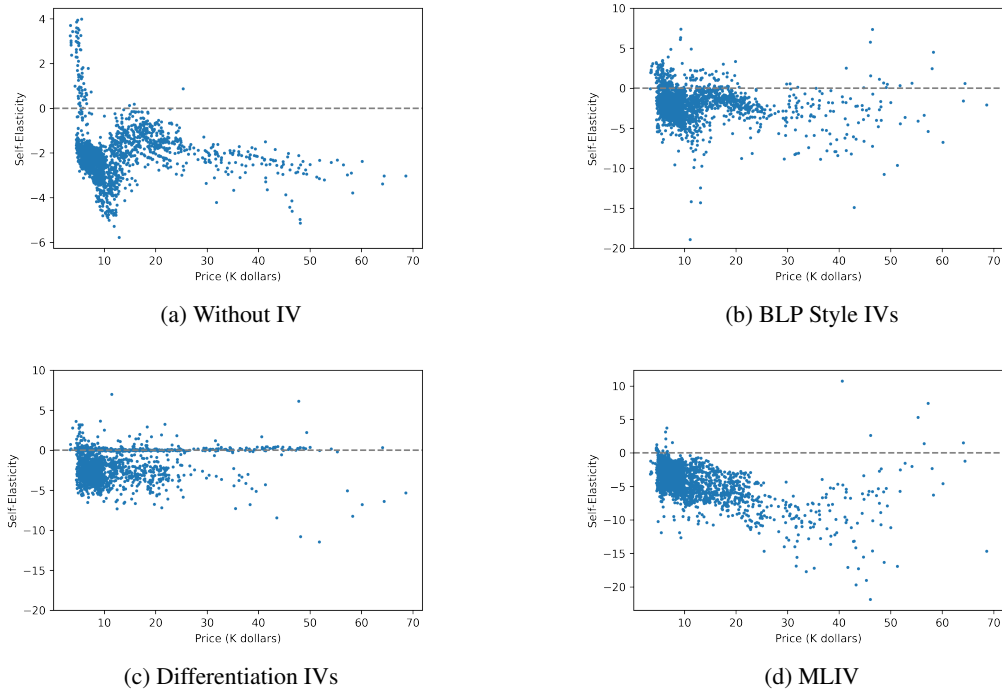 4
2
0
−2
−4
−6
Self-Elasticity
10 20 30 40 50 60 70
Price (K dollars)
(a) Without IV
10
5
0
−5
−10
−15
−20
Self-Elasticity
10 20 30 40 50 60 70
Price (K dollars)
(b) BLP Style IVs
10
5
0
−5
−10
−15
−20
Self-Elasticity
10 20 30 40 50 60 70
Price (K dollars)
(c) Differentiation IVs
10
5
0
−5
−10
−15
−20
Self-Elasticity
10 20 30 40 50 60 70
Price (K dollars)
(d) MLIV